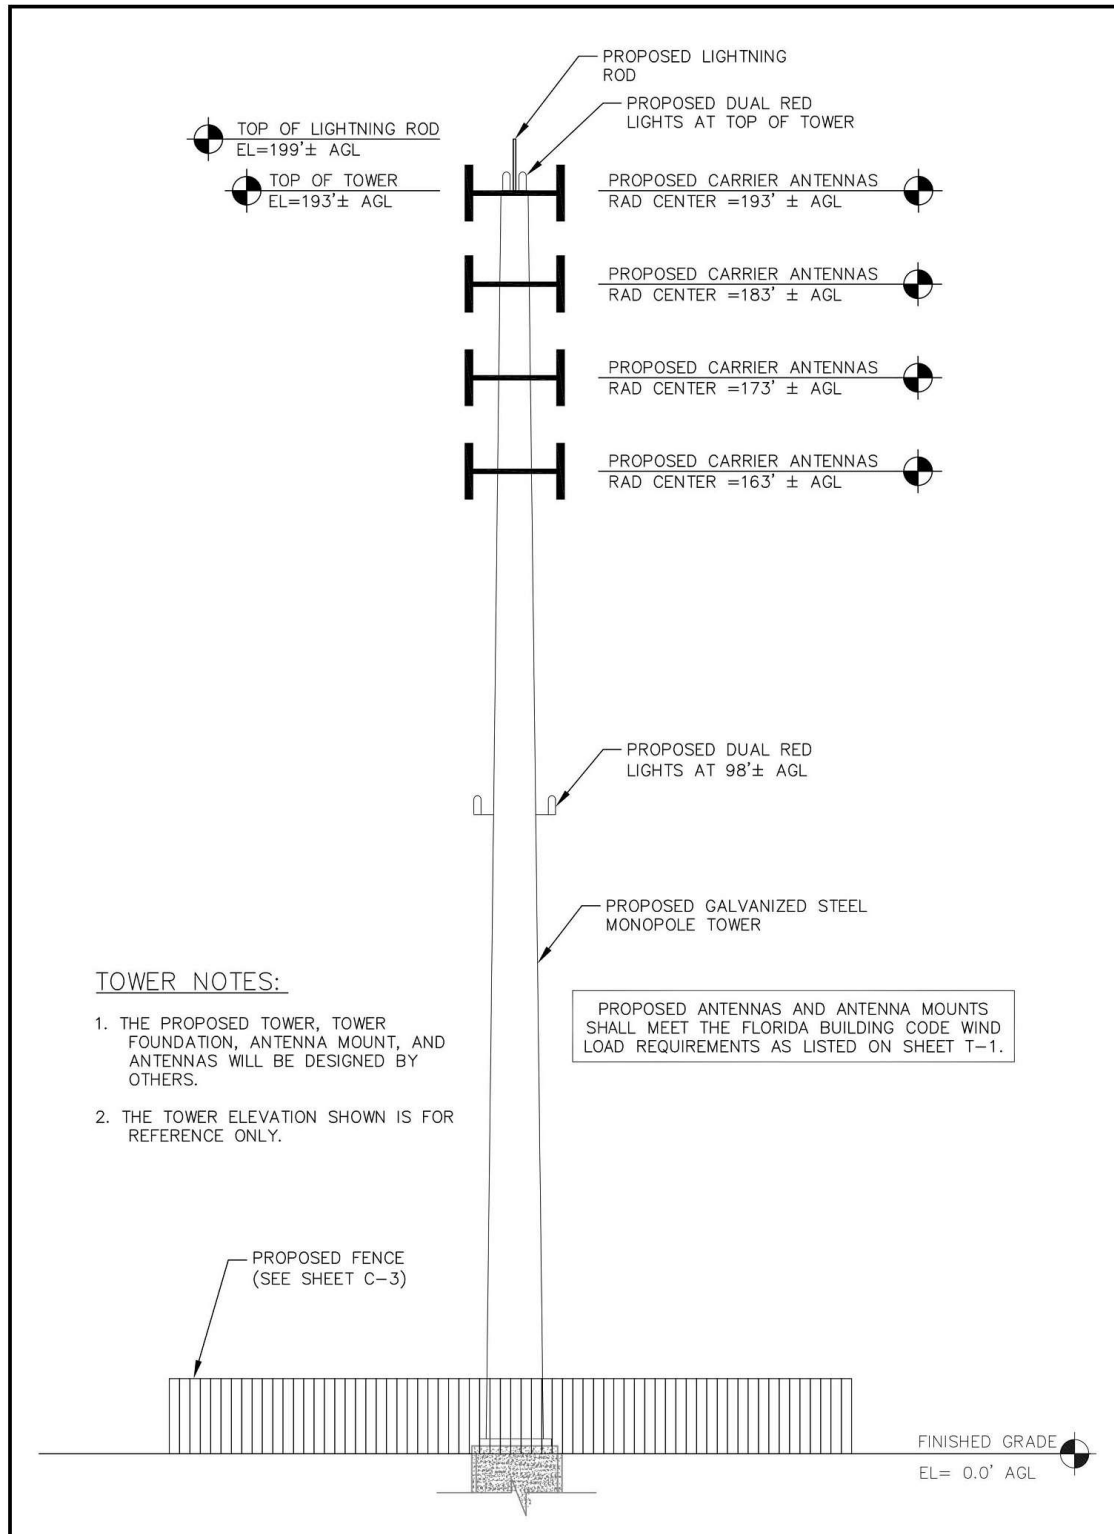 PROPOSED LIGHTNING
ROD
PROPOSED DUAL RED
LIGHTS AT TOP OF TOWER
TOP OF LIGHTNING ROD
EL=199'± AGL
TOP OF TOWER
EL=193'± AGL
PROPOSED CARRIER ANTENNAS
RAD CENTER =193' ± AGL
PROPOSED CARRIER ANTENNAS
RAD CENTER =183' ± AGL
PROPOSED CARRIER ANTENNAS
RAD CENTER =173' ± AGL
PROPOSED CARRIER ANTENNAS
RAD CENTER =163' ± AGL
PROPOSED DUAL RED
LIGHTS AT 98'± AGL
PROPOSED GALVANIZED STEEL
MONOPOLE TOWER
TOWER NOTES:
1. THE PROPOSED TOWER, TOWER
FOUNDATION, ANTENNA MOUNT, AND
ANTENNAS WILL BE DESIGNED BY
OTHERS.
2. THE TOWER ELEVATION SHOWN IS FOR
REFERENCE ONLY.
PROPOSED ANTENNAS AND ANTENNA MOUNTS
SHALL MEET THE FLORIDA BUILDING CODE WIND
LOAD REQUIREMENTS AS LISTED ON SHEET T-1.
PROPOSED FENCE
(SEE SHEET C-3)
FINISHED GRADE
EL= 0.0' AGL